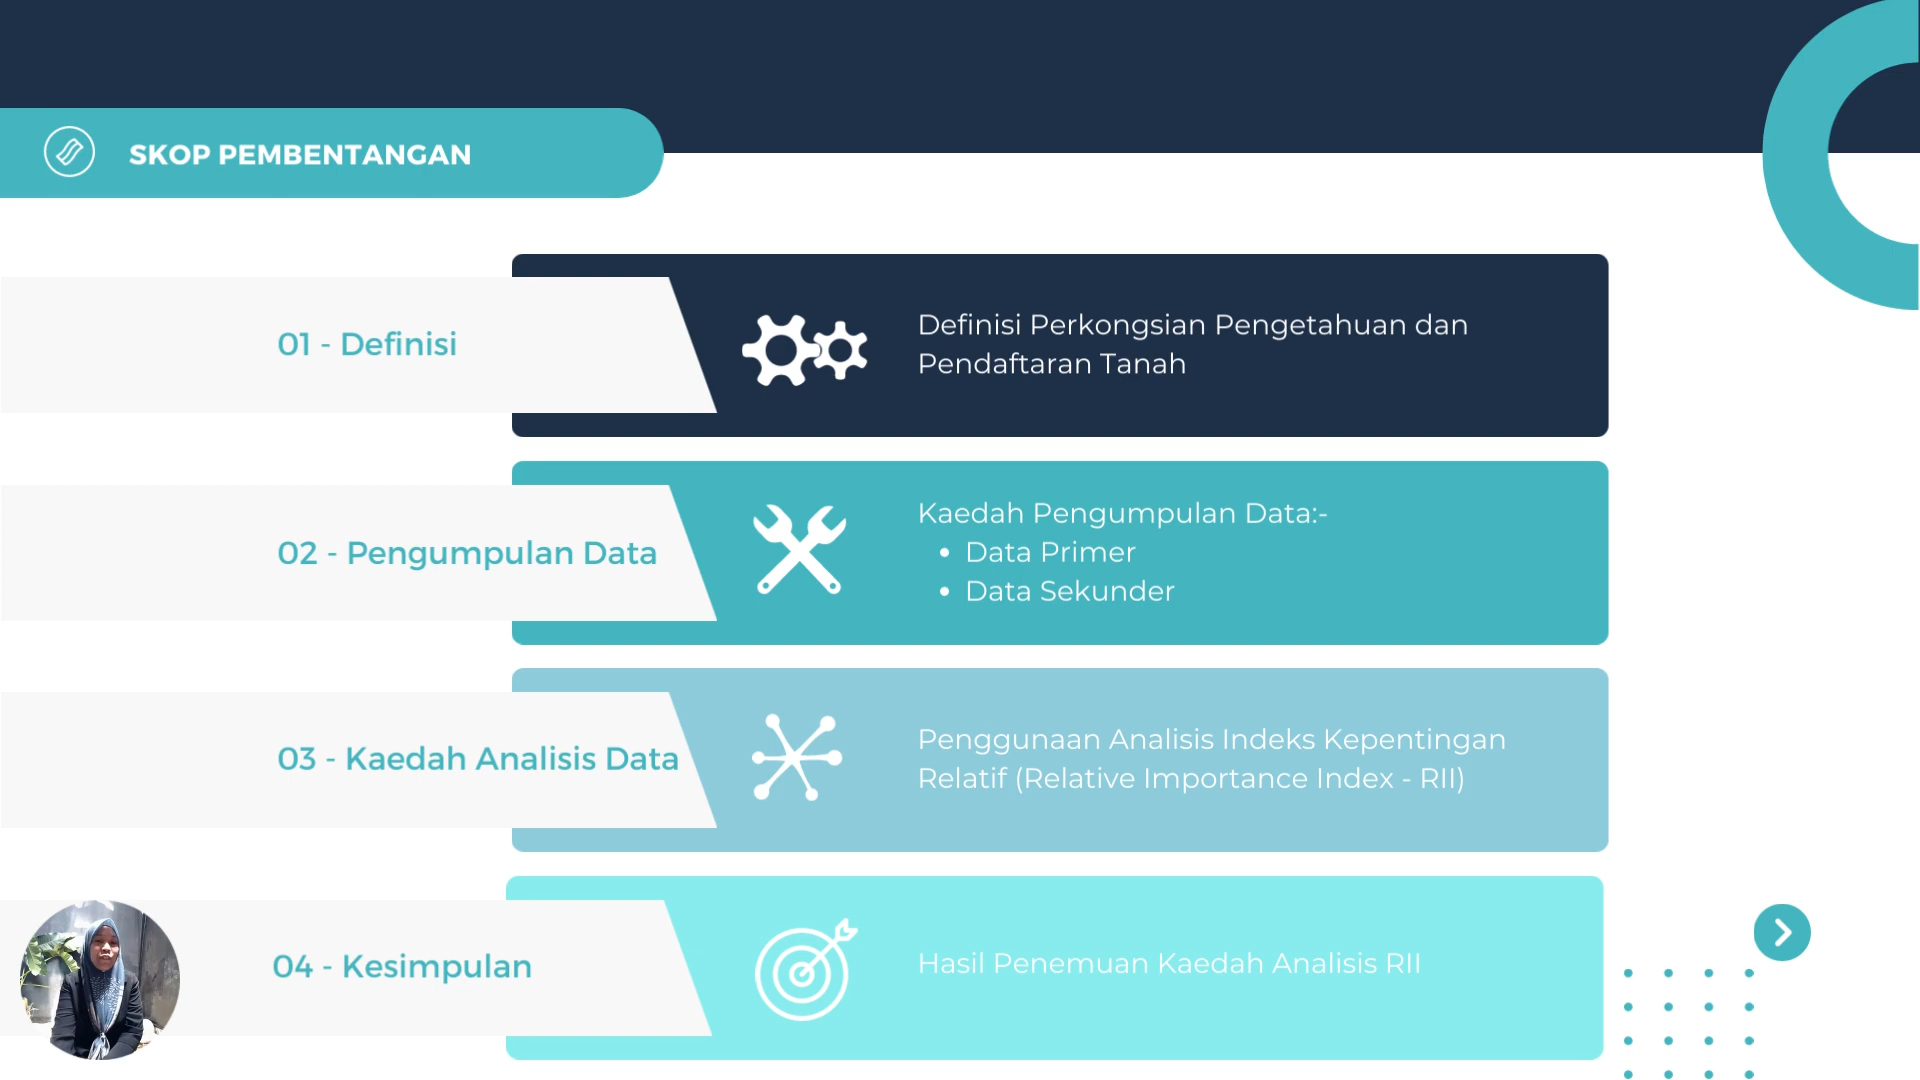 SKOP PEMBENTANGAN
01 - Definisi
Definisi Perkongsian Pengetahuan dan
Pendaftaran Tanah
02 - Pengumpulan Data
Kaedah Pengumpulan Data:-
• Data Primer
• Data Sekunder
03 - Kaedah Analisis Data
Penggunaan Analisis Indeks Kepentingan
Relatif (Relative Importance Index - RII)
04 - Kesimpulan
Hasil Penemuan Kaedah Analisis RII